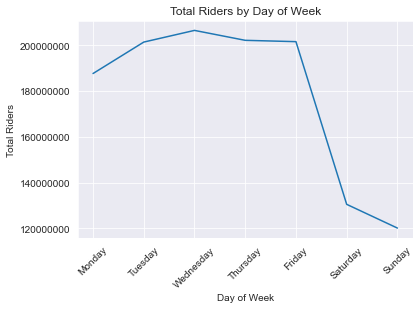 Total Riders by Day of Week
200000000
180000000
160000000
140000000
120000000
Total Riders
Monday
Tuesday
Wednesday
Thursday
Friday
Saturday
Sunday
Day of Week